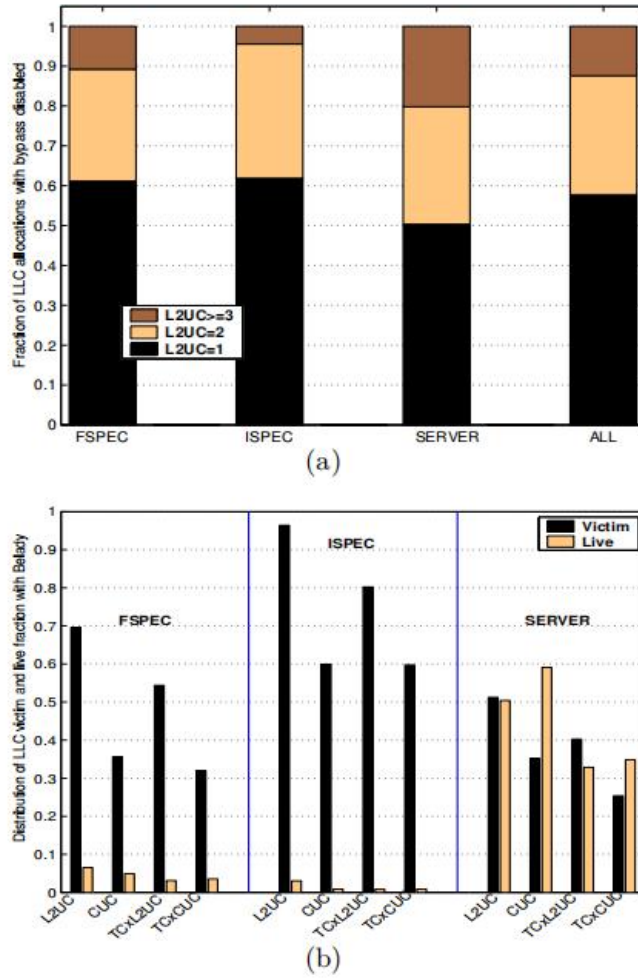 Fraction of LLC allocations with bypass disabled
1
0.9
0.8
0.7
0.6
0.5
0.4
0.3
0.2
0.1
0
L2UC>=3
L2UC=2
L2UC=1
FSPEC ISPEC SERVER ALL
(a)
Distribution of LLC victim and live fraction with Belady
1
0.9
0.8
0.7
0.6
0.5
0.4
0.3
0.2
0.1
0
Victim
Live
ISPEC
FSPEC SERVER
L2UC CUC TCxL2UC TCxCUC L2UC CUC TCxL2UC TCxCUC L2UC CUC TCxL2UC TCxCUC
(b)